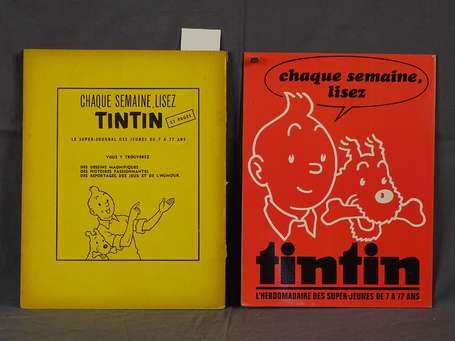 CHAQUE SEMAINE, LISEZ
TINTIN
52 PAGES
LE SUPER-JOURNAL DES JEUNES DE 7 A 77 ANS
VOUS Y TROUVEREZ
DES DESSINS MAGNIFIQUES
DES HISTOIRES PASSIONNANTES
DES REPORTAGES, DES JEUX ET DE L'HUMOUR.
chaque semaine,
lisez
tintin
L'HEBDOMADAIRE DES SUPER-JEUNES DE 7 A 77 ANS